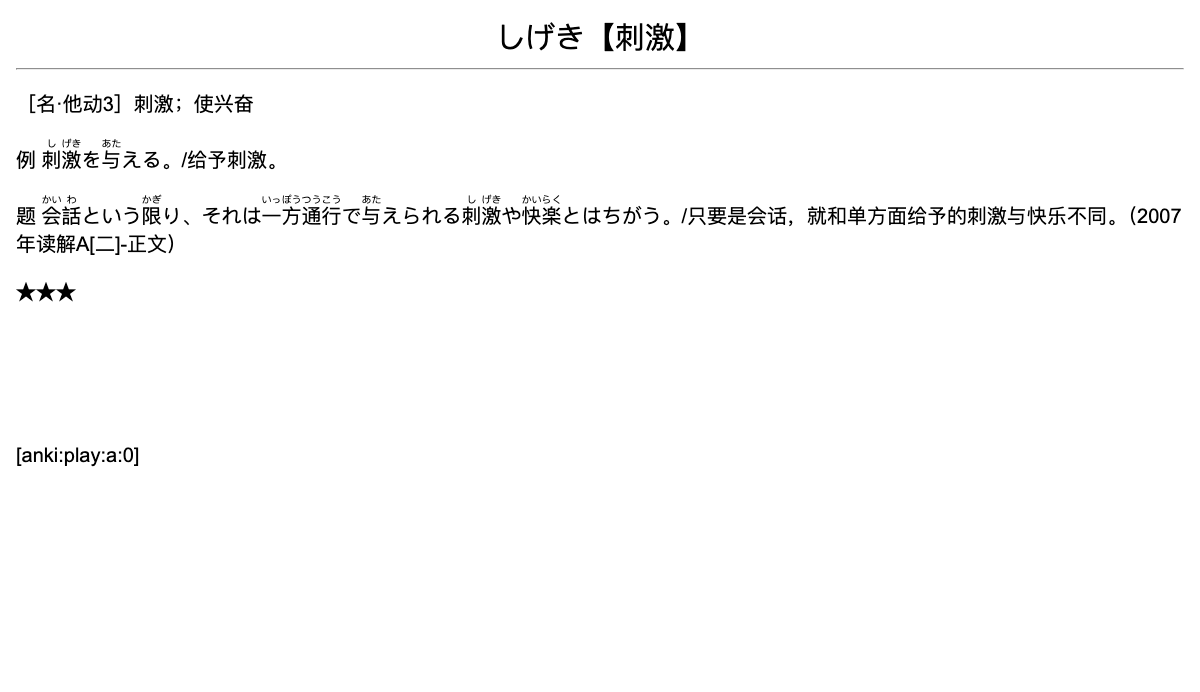 しげき【刺激】
［名·他动3］刺激；使兴奋
し げき あた
例 刺激を与える。/给予刺激。
かい わ かぎ いっぽうつうこう あた し げき かいらく
题 会話という限り、それは一方通行で与えられる刺激や快楽とはちがう。/只要是会话，就和单方面给予的刺激与快乐不同。（2007
年读解A[二]-正文）
★★★
[anki:play:a:0]